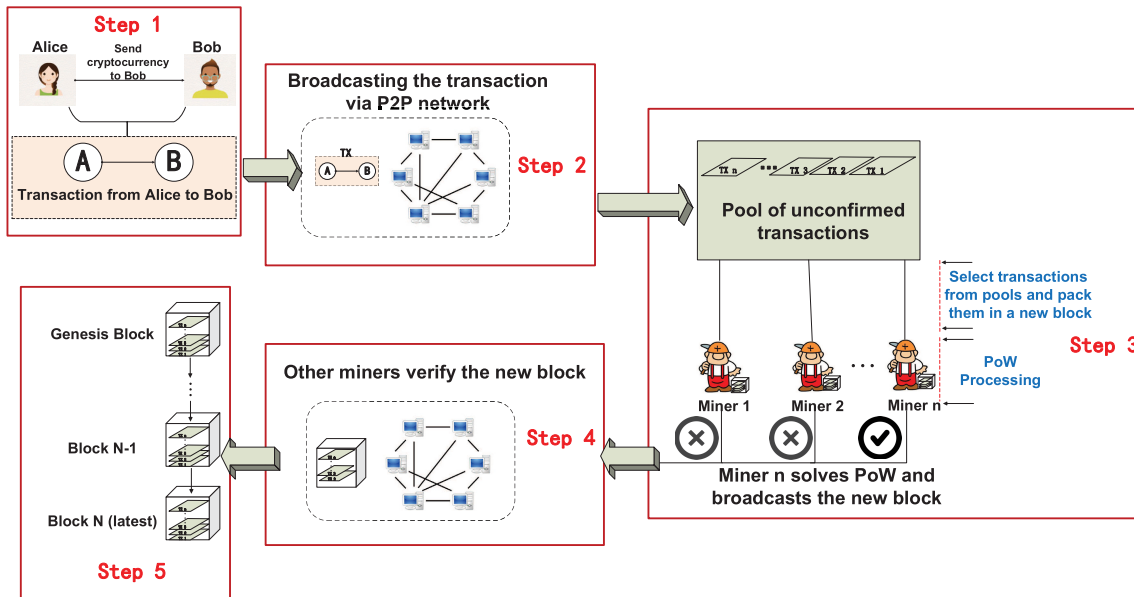 Step 1
Alice
Send
cryptocurrency
to Bob
Bob
A
B
Transaction from Alice to Bob
Broadcasting the transaction
via P2P network
TX
A
B
Step 2
TX n
TX 3
TX 2
TX 1
Pool of unconfirmed
transactions
Select transactions
from pools and pack
them in a new block
Step 3
PoW
Processing
Miner 1
Miner 2
Miner n
Miner n solves PoW and
broadcasts the new block
Other miners verify the new block
Step 4
Genesis Block
Block N-1
Block N (latest)
Step 5